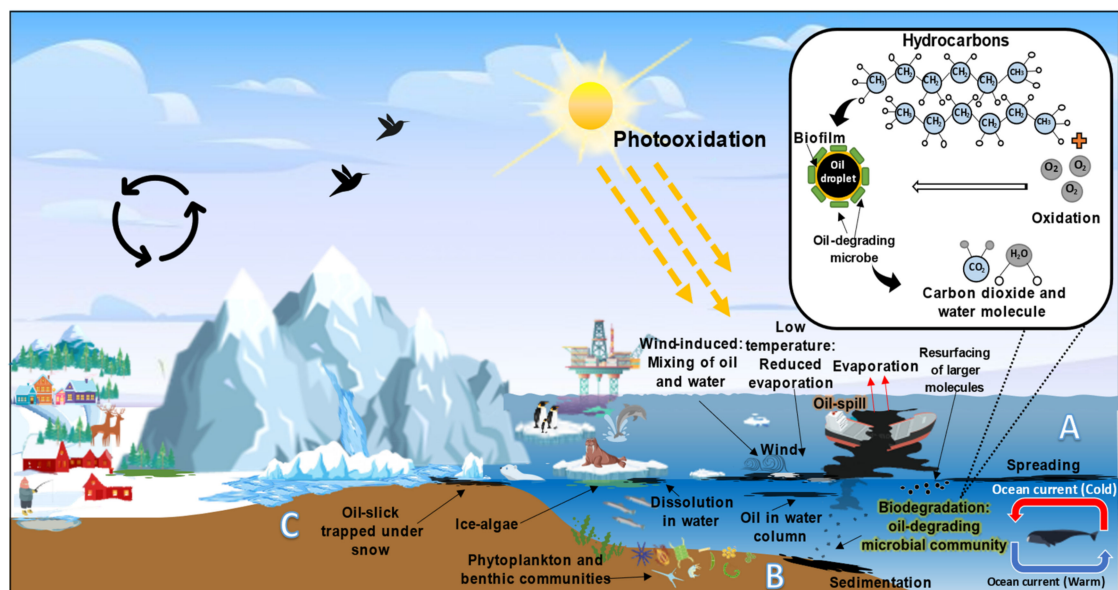 Hydrocarbons
CH3 CH2 CH2 CH2 CH2 CH3
CH3 CH2 CH2 CH2 CH2 CH3
Photooxidation
Biofilm
Oil
droplet
O2 O2
O2
Oxidation
Oil-degrading
microbe
CO2 H2O
Carbon dioxide and
water molecule
Wind-induced:
Mixing of oil
and water
Low
temperature:
Reduced
evaporation
Evaporation
Resurfacing
of larger
molecules
Oil-spill
A
Wind
Spreading
Ocean current (Cold)
Oil-slick
trapped under
snow
C
Ice-algae
Dissolution
in water
Oil in water
column
Biodegradation:
oil-degrading
microbial community
Phytoplankton and
benthic communities
B
Sedimentation
Ocean current (Warm)